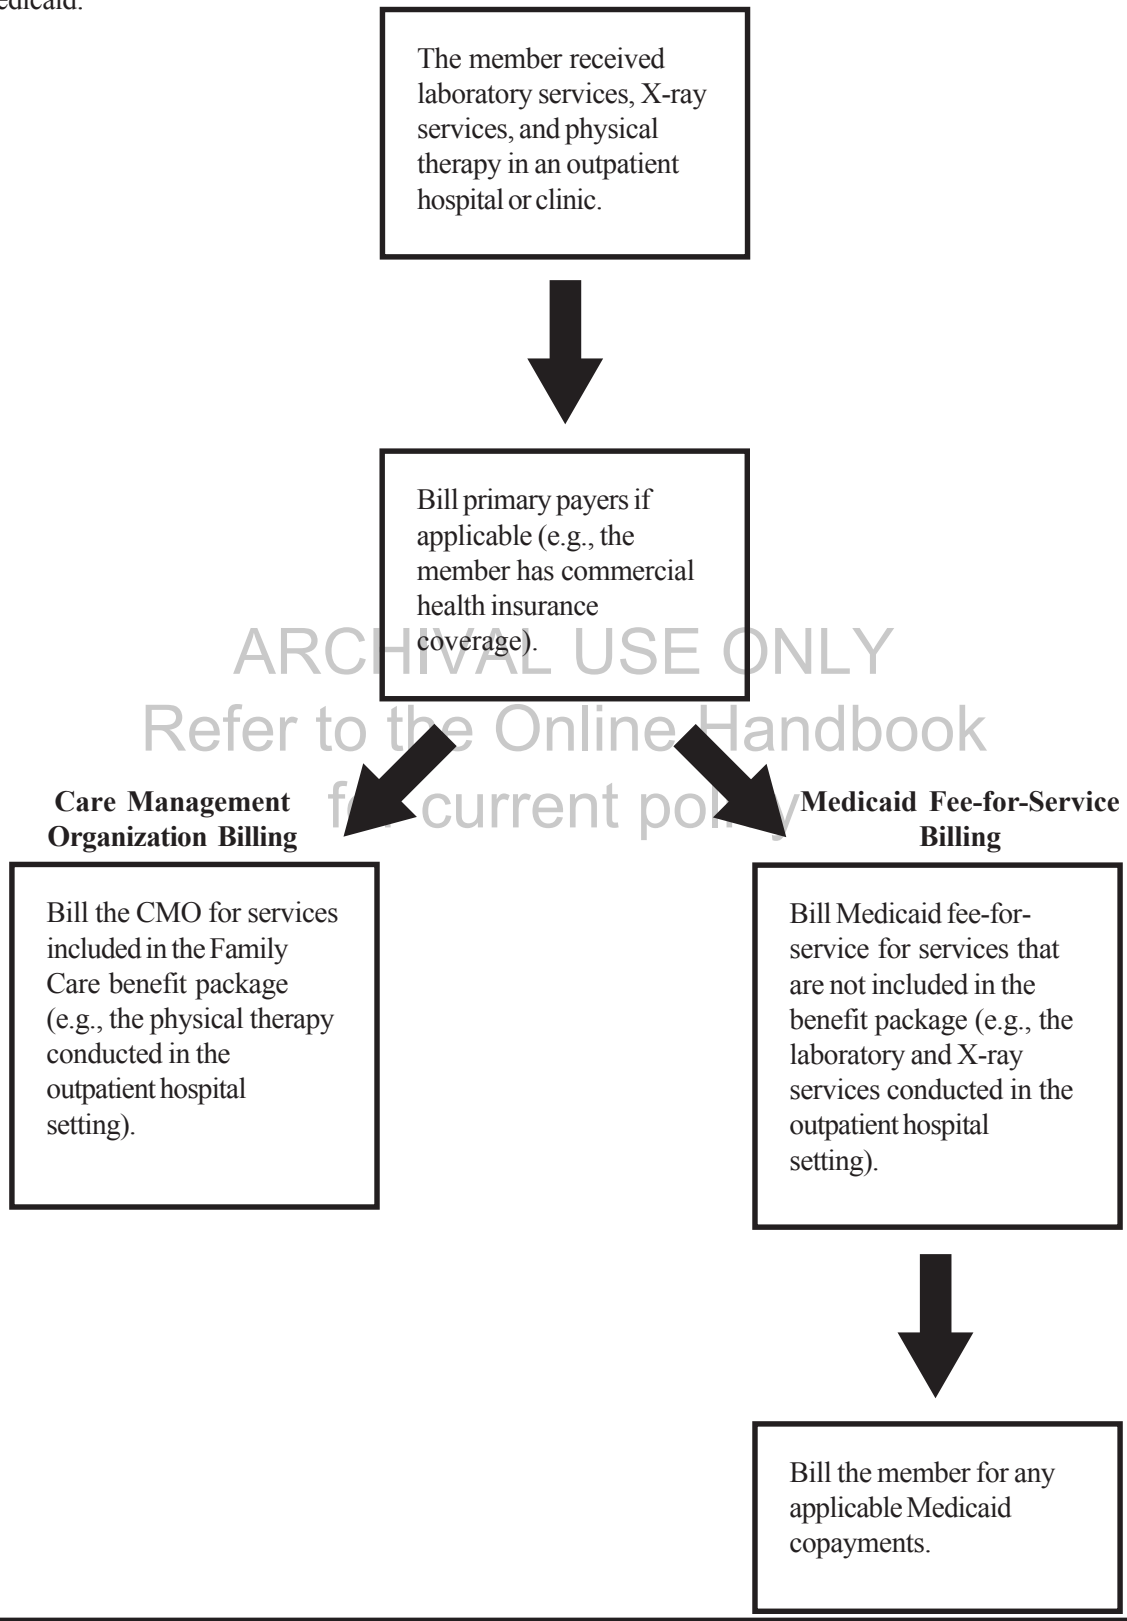 edicaid.
The member received
laboratory services, X-ray
services, and physical
therapy in an outpatient
hospital or clinic.
Bill primary payers if
applicable (e.g., the
member has commercial
health insurance
coverage).
ARCHIVAL USE ONLY
Refer to the Online Handbook
for current policy
Care Management
Organization Billing
Bill the CMO for services
included in the Family
Care benefit package
(e.g., the physical therapy
conducted in the
outpatient hospital
setting).
Medicaid Fee-for-Service
Billing
Bill Medicaid fee-for-
service for services that
are not included in the
benefit package (e.g., the
laboratory and X-ray
services conducted in the
outpatient hospital
setting).
Bill the member for any
applicable Medicaid
copayments.